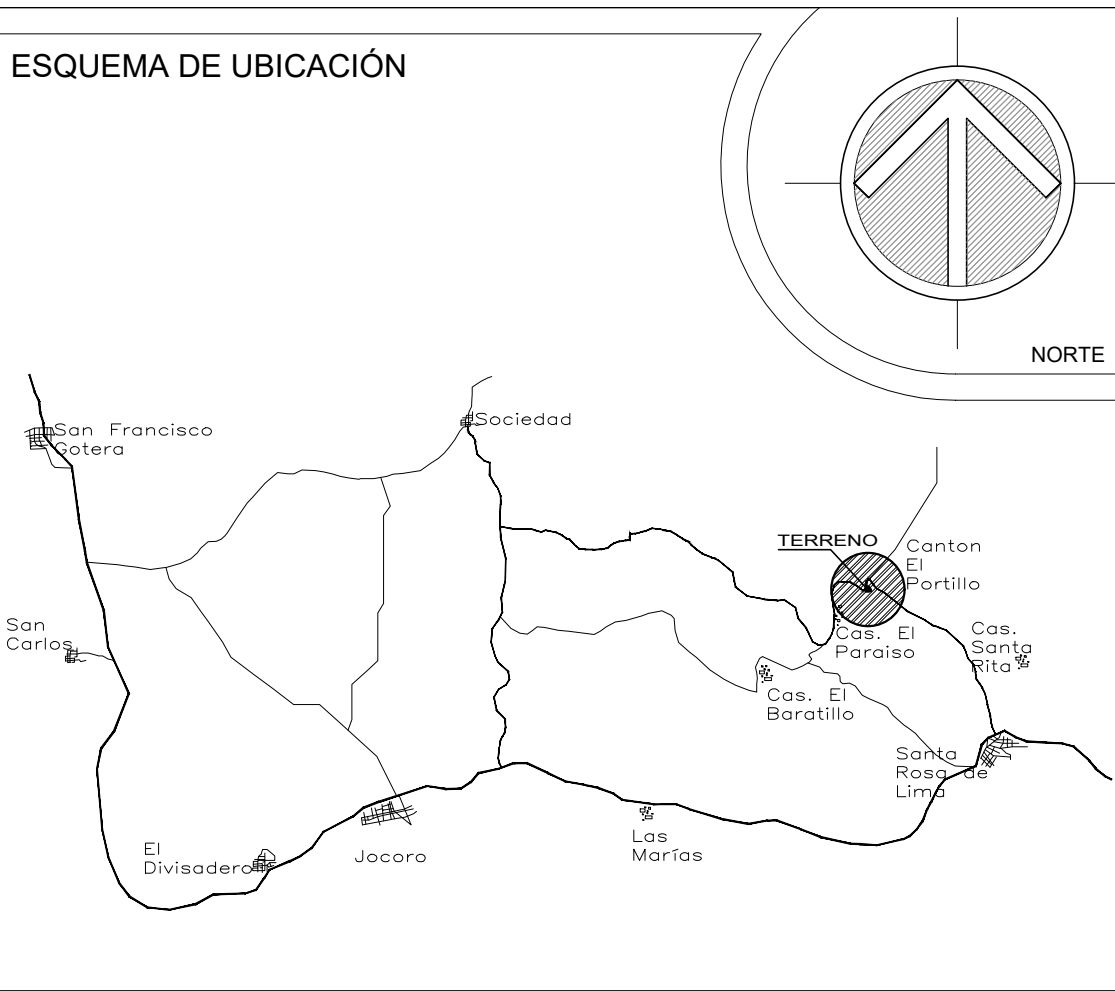 ESQUEMA DE UBICACIÓN
NORTE
San Francisco
Gotera
Sociedad
TERRENO
Canton
El
Portillo
San
Carlos
Cas. El
Paraiso
Cas.
Santa
Rita
Cas. El
Baratillo
Santa
Rosa de
Lima
El
Divisadero
Jocoro
Las
Marías